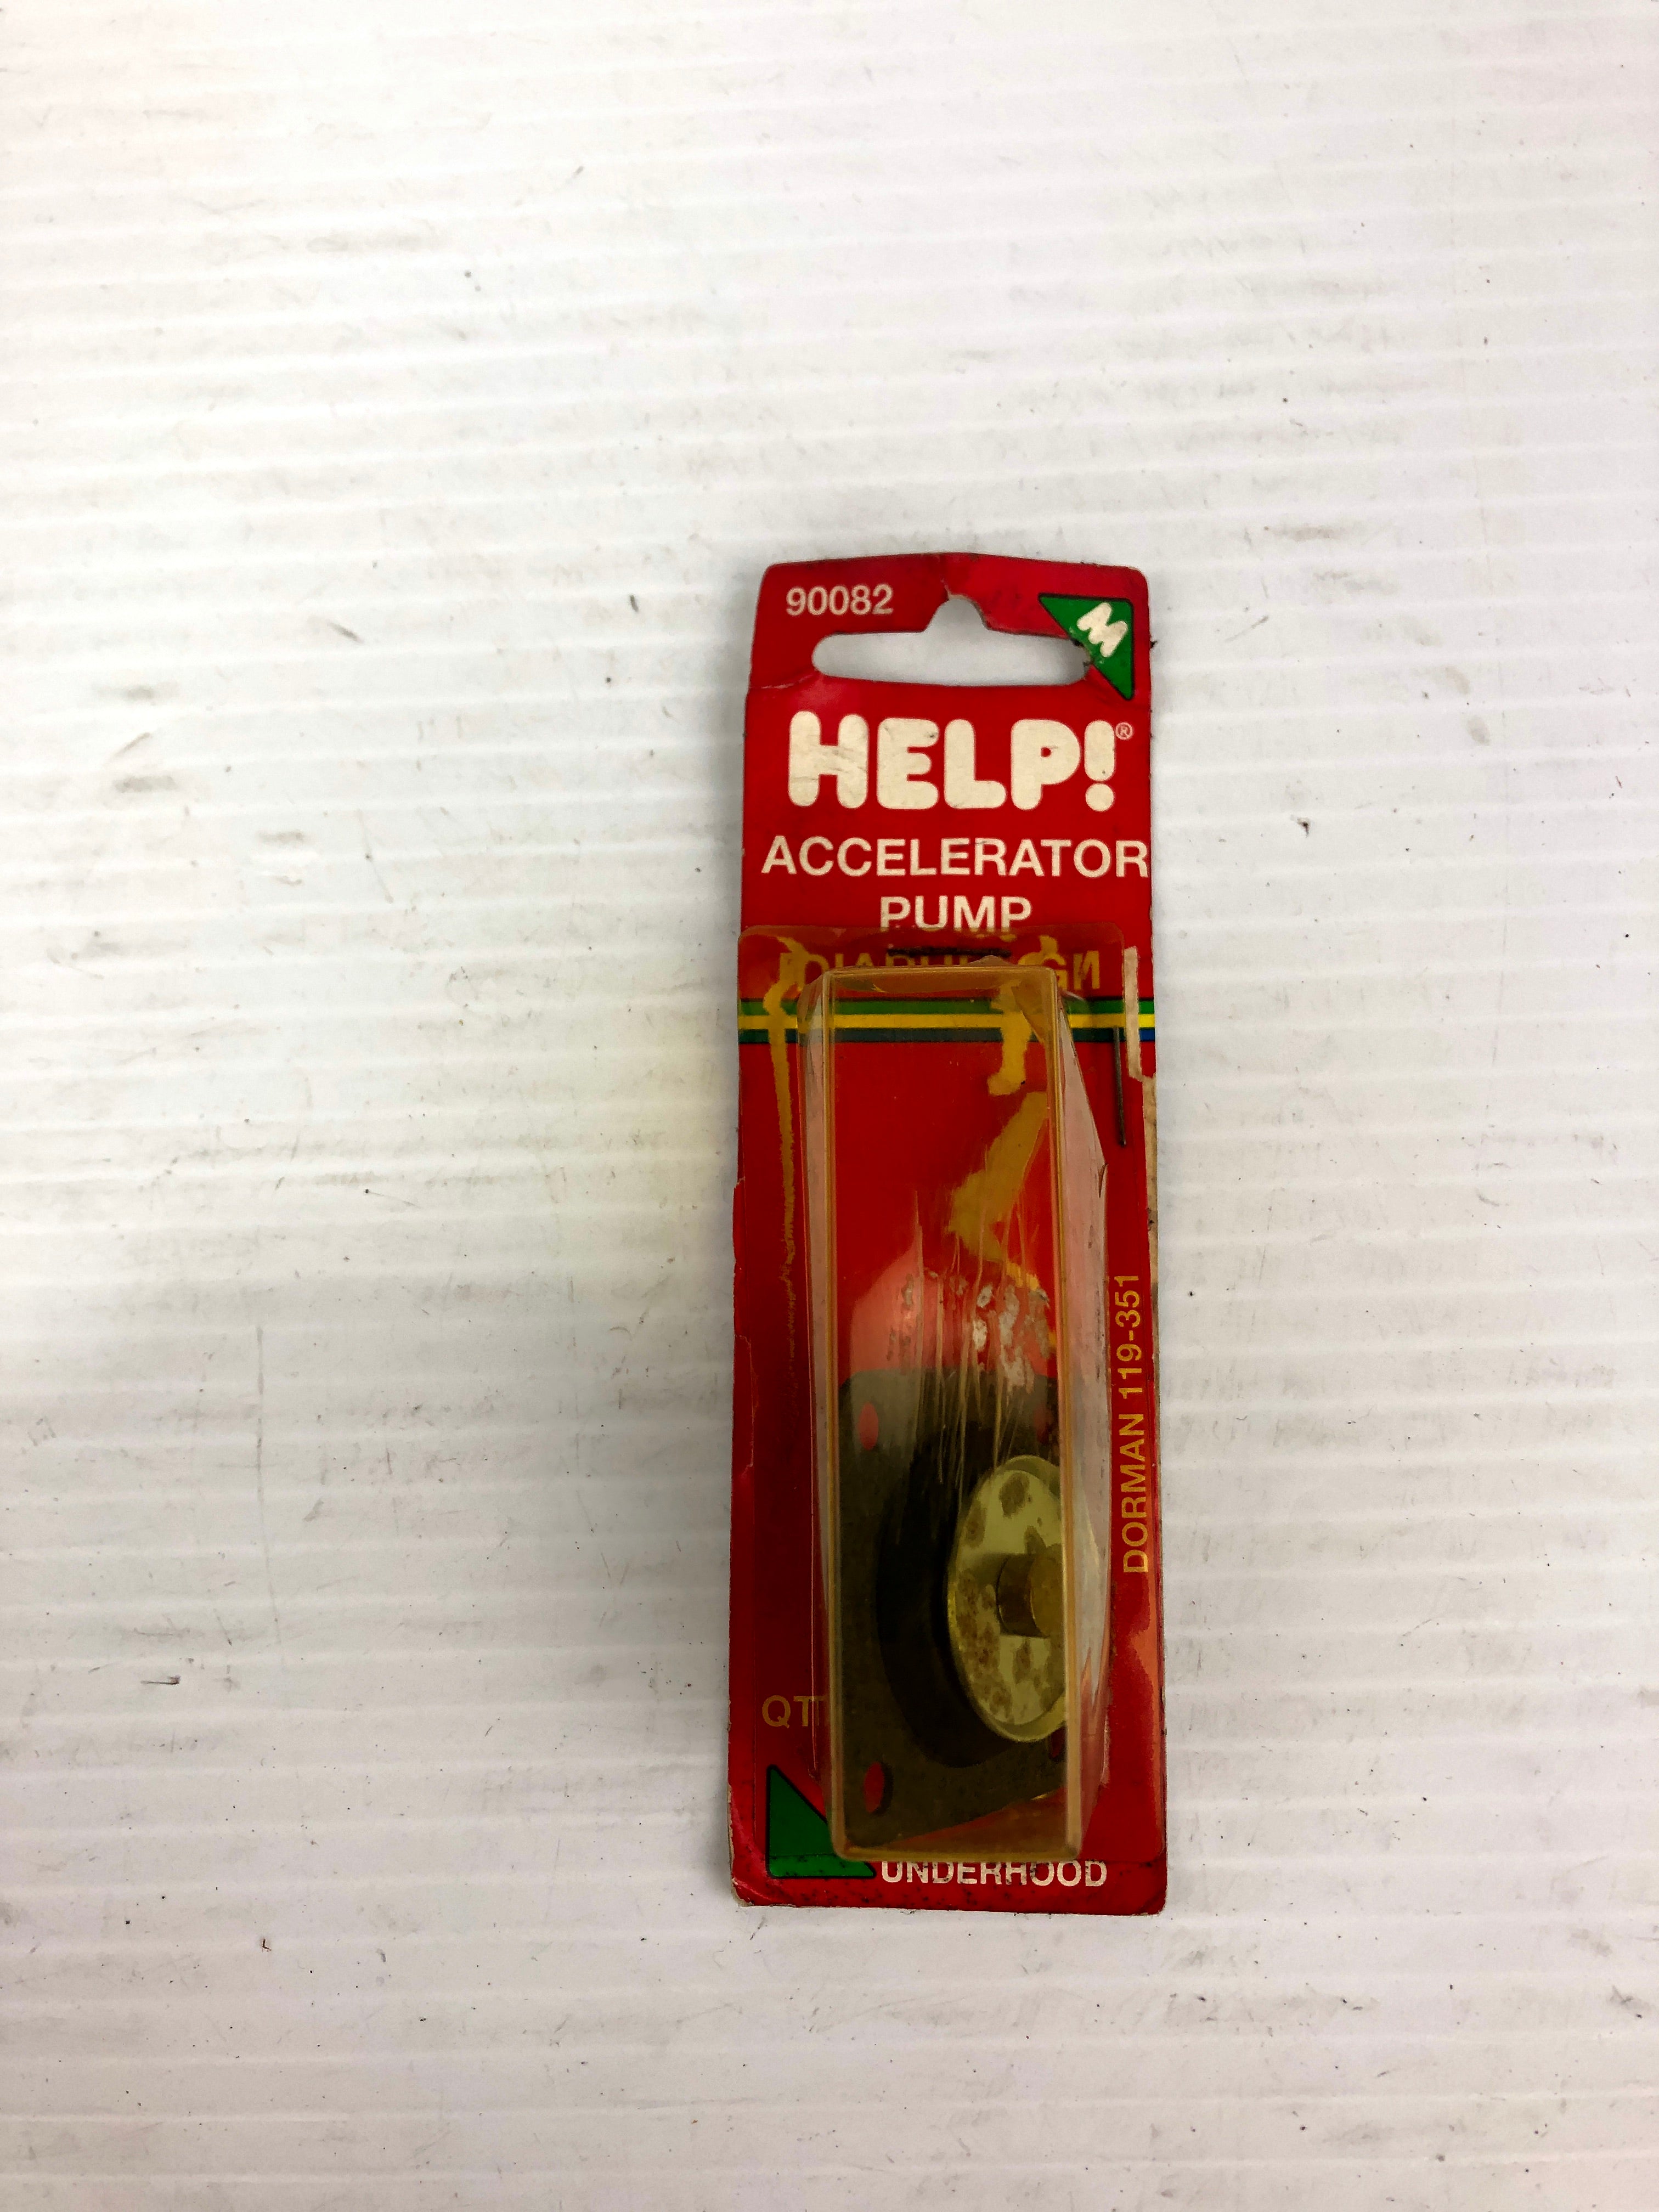 90082
M
HELP!®
ACCELERATOR
PUMP
DORMAN 119-351
UNDERHOOD